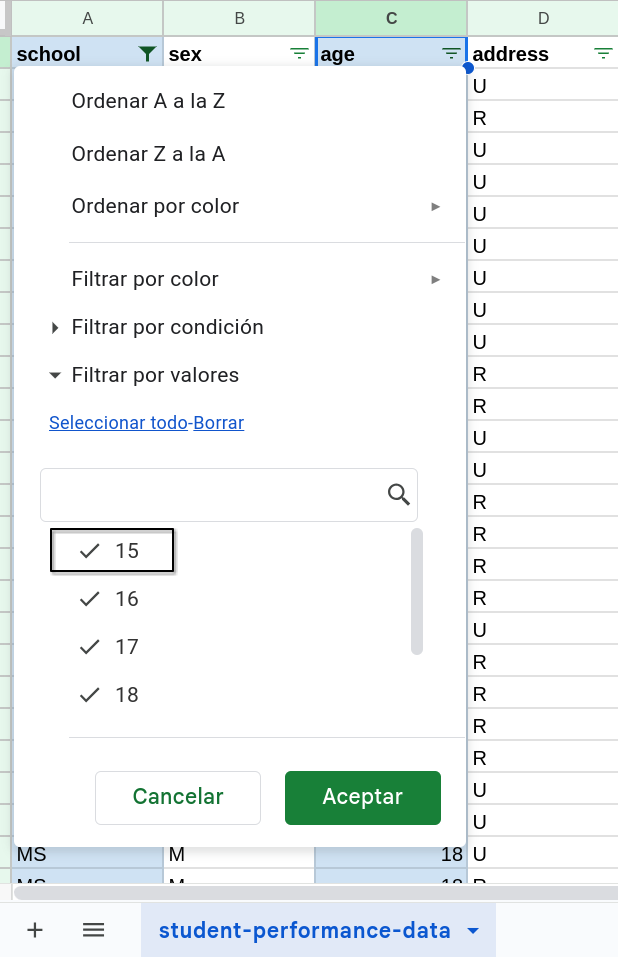 A B C D
school sex age address
Ordenar A a la Z
U
R
Ordenar Z a la A
U
U
Ordenar por color
U
U
Filtrar por color
U
U
Filtrar por condición
U
Filtrar por valores
R
R
Seleccionar todo-Borrar
U
U
R
R
15
R
16
R
U
17
R
18
R
R
R
Cancelar Aceptar
U
U
MS M 18 U
MS M 18 R
student-performance-data